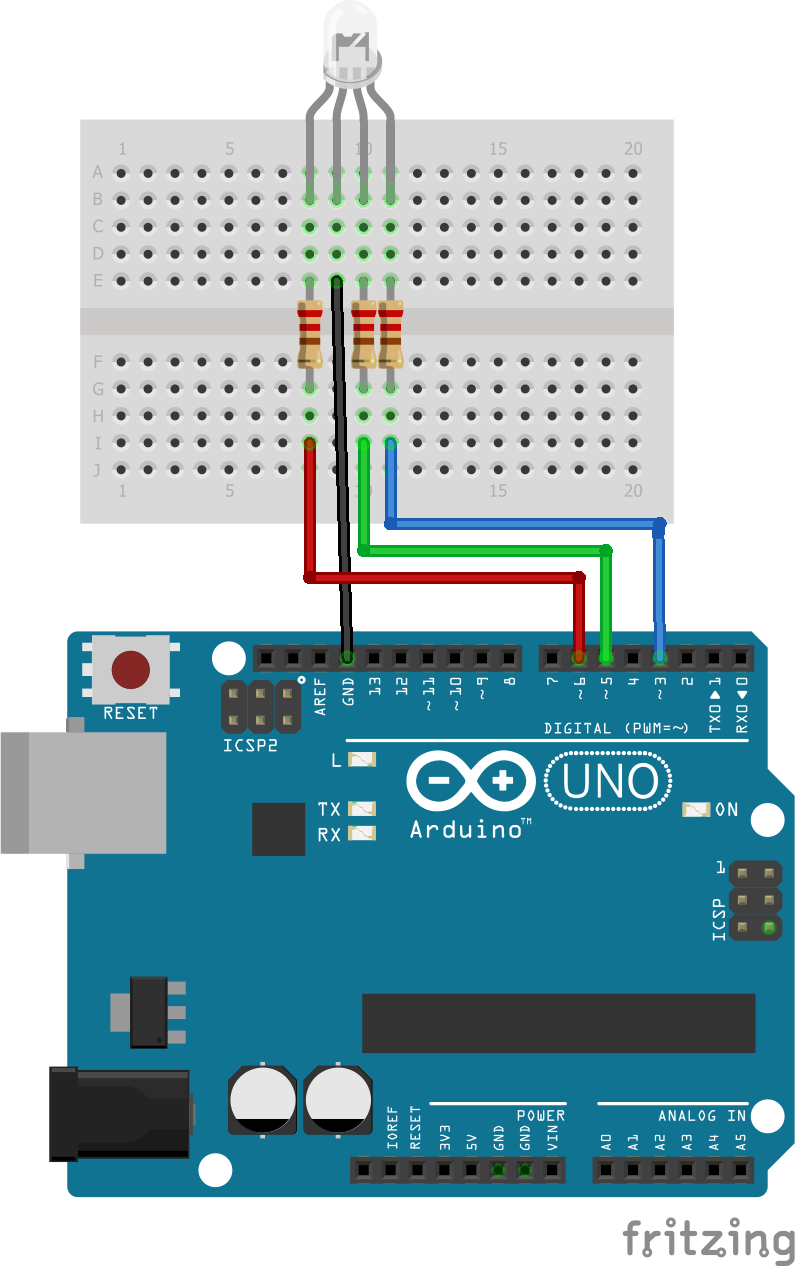 1 5 10 15 20
A
B
C
D
E
F
G
H
I
J
1 5 10 15 20
RESET
ICSP2
AREF
GND
13
12
~11
~10
~9
8
7
~6
~5
4
~3
2
TX0▶1
RX0◀0
DIGITAL (PWM=~)
L
TX
RX
UNO
Arduino™
ON
1
ICSP
IOREF
RESET
3V3
5V
GND
GND
VIN
POWER
A0
A1
A2
A3
A4
A5
ANALOG IN
fritzing